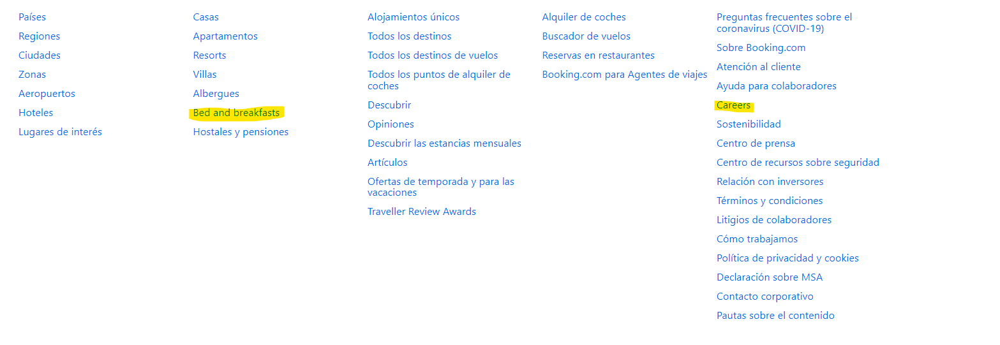 Países
Regiones
Ciudades
Zonas
Aeropuertos
Hoteles
Lugares de interés
Casas
Apartamentos
Resorts
Villas
Albergues
Bed and breakfasts
Hostales y pensiones
Alojamientos únicos
Todos los destinos
Todos los destinos de vuelos
Todos los puntos de alquiler de
coches
Descubrir
Opiniones
Descubrir las estancias mensuales
Artículos
Ofertas de temporada y para las
vacaciones
Traveller Review Awards
Alquiler de coches
Buscador de vuelos
Reservas en restaurantes
Booking.com para Agentes de viajes
Preguntas frecuentes sobre el
coronavirus (COVID-19)
Sobre Booking.com
Atención al cliente
Ayuda para colaboradores
Careers
Sostenibilidad
Centro de prensa
Centro de recursos sobre seguridad
Relación con inversores
Términos y condiciones
Litigios de colaboradores
Cómo trabajamos
Política de privacidad y cookies
Declaración sobre MSA
Contacto corporativo
Pautas sobre el contenido